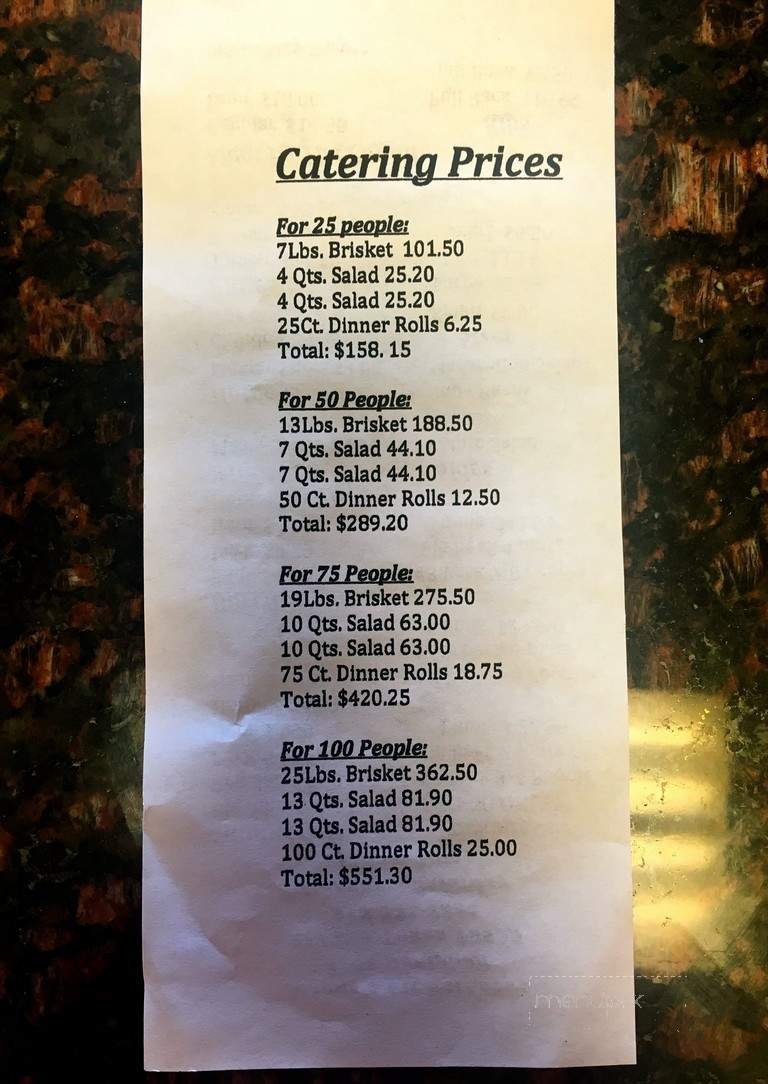 Catering Prices
For 25 people:
7Lbs. Brisket 101.50
4 Qts. Salad 25.20
4 Qts. Salad 25.20
25Ct. Dinner Rolls 6.25
Total: $158. 15
For 50 People:
13Lbs. Brisket 188.50
7 Qts. Salad 44.10
7 Qts. Salad 44.10
50 Ct. Dinner Rolls 12.50
Total: $289.20
For 75 People:
19Lbs. Brisket 275.50
10 Qts. Salad 63.00
10 Qts. Salad 63.00
75 Ct. Dinner Rolls 18.75
Total: $420.25
For 100 People:
25Lbs. Brisket 362.50
13 Qts. Salad 81.90
13 Qts. Salad 81.90
100 Ct. Dinner Rolls 25.00
Total: $551.30